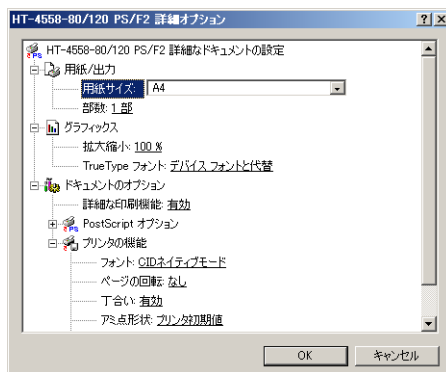 HT-4558-80/120 PS/F2 詳細オプション
HT-4558-80/120 PS/F2 詳細なドキュメントの設定
用紙/出力
用紙サイズ: A4
部数: 1 部
グラフィックス
拡大縮小: 100 %
TrueType フォント: デバイス フォントと代替
ドキュメントのオプション
詳細な印刷機能: 有効
PostScript オプション
プリンタの機能
フォント: CIDネイティブモード
ページの回転: なし
丁合い: 有効
アミ点形状: プリンタ初期値
OK キャンセル